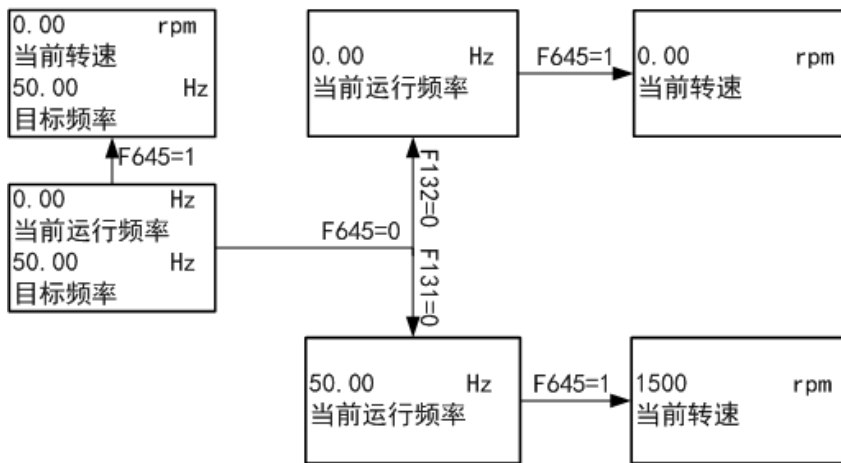 0.00 rpm
当前转速
50.00 Hz
目标频率
F645=1
0.00 Hz
当前运行频率
50.00 Hz
目标频率
F645=0
F132=0
F131=0
0.00 Hz
当前运行频率
F645=1
0.00 rpm
当前转速
50.00 Hz
当前运行频率
F645=1
1500 rpm
当前转速